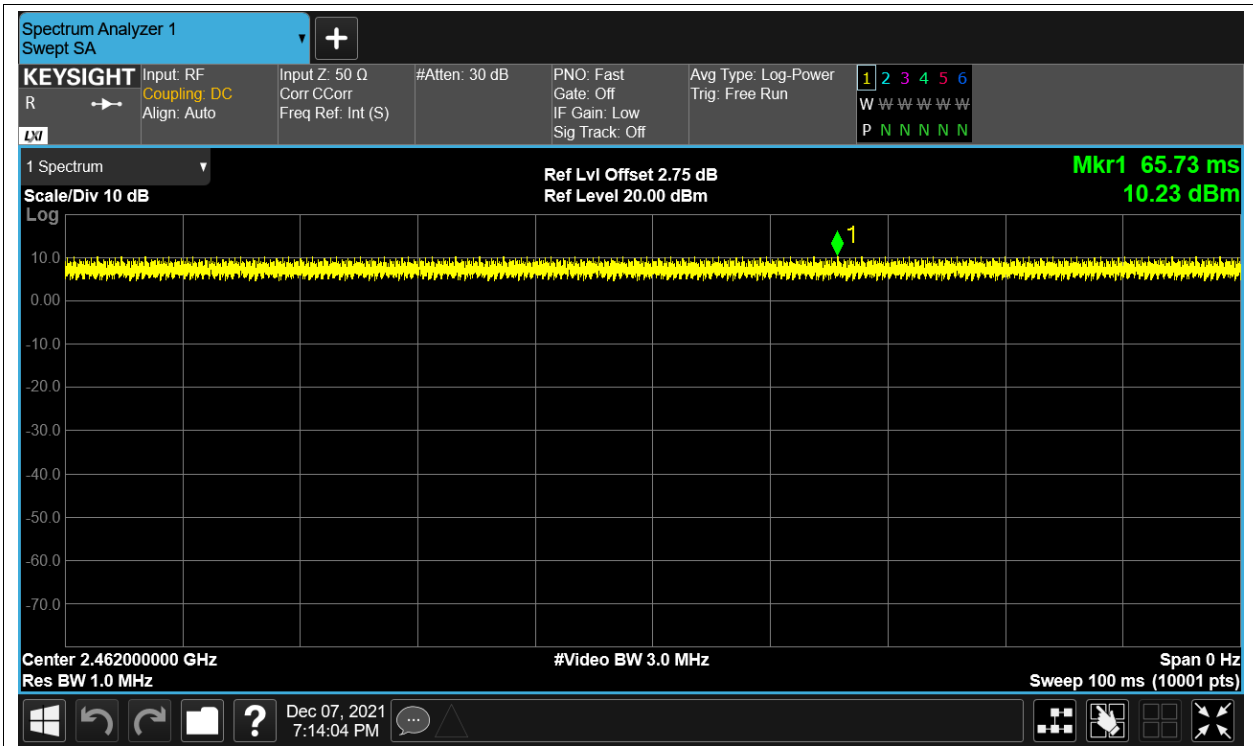 Spectrum Analyzer 1
Swept SA
KEYSIGHT
R
LXI
Input: RF
Coupling: DC
Align: Auto
Input Z: 50 Ω
Corr CCorr
Freq Ref: Int (S)
#Atten: 30 dB
PNO: Fast
Gate: Off
IF Gain: Low
Sig Track: Off
Avg Type: Log-Power
Trig: Free Run
1 2 3 4 5 6
W W W W W W
P N N N N N
1 Spectrum
Scale/Div 10 dB
Log
Ref Lvl Offset 2.75 dB
Ref Level 20.00 dBm
Mkr1 65.73 ms
10.23 dBm
1
10.0
0.00
-10.0
-20.0
-30.0
-40.0
-50.0
-60.0
-70.0
Center 2.462000000 GHz
Res BW 1.0 MHz
#Video BW 3.0 MHz
Span 0 Hz
Sweep 100 ms (10001 pts)
?
Dec 07, 2021
7:14:04 PM